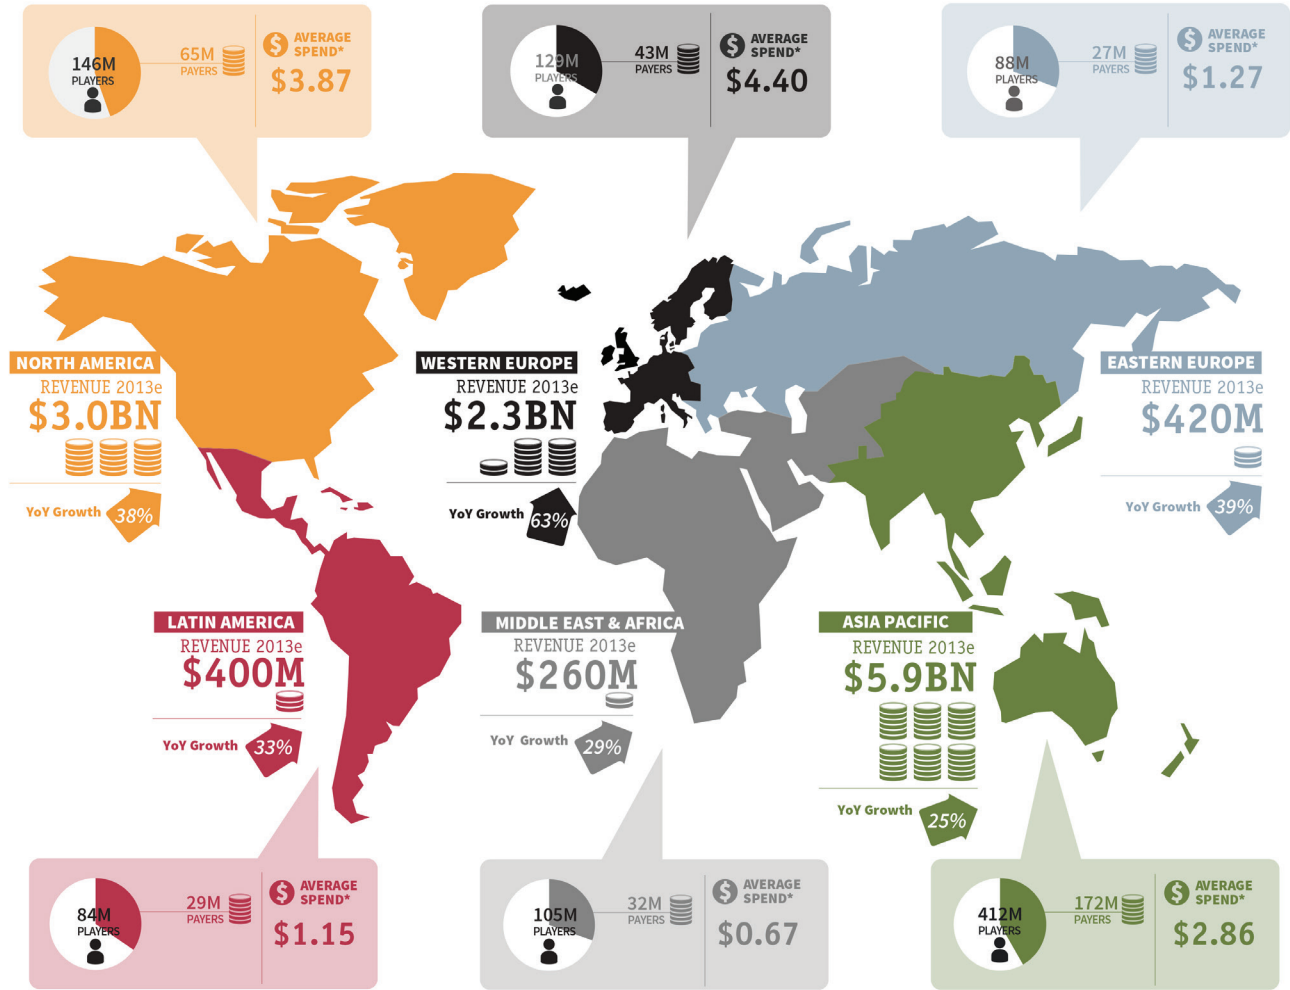 146M
PLAYERS
65M
PAYERS
$ AVERAGE
SPEND*
$3.87
129M
PLAYERS
43M
PAYERS
$ AVERAGE
SPEND*
$4.40
88M
PLAYERS
27M
PAYERS
$ AVERAGE
SPEND*
$1.27
NORTH AMERICA
REVENUE 2013e
$3.0BN
YoY Growth 38%
WESTERN EUROPE
REVENUE 2013e
$2.3BN
YoY Growth 63%
EASTERN EUROPE
REVENUE 2013e
$420M
YoY Growth 39%
LATIN AMERICA
REVENUE 2013e
$400M
YoY Growth 33%
MIDDLE EAST & AFRICA
REVENUE 2013e
$260M
YoY Growth 29%
ASIA PACIFIC
REVENUE 2013e
$5.9BN
YoY Growth 25%
84M
PLAYERS
29M
PAYERS
$ AVERAGE
SPEND*
$1.15
105M
PLAYERS
32M
PAYERS
$ AVERAGE
SPEND*
$0.67
412M
PLAYERS
172M
PAYERS
$ AVERAGE
SPEND*
$2.86